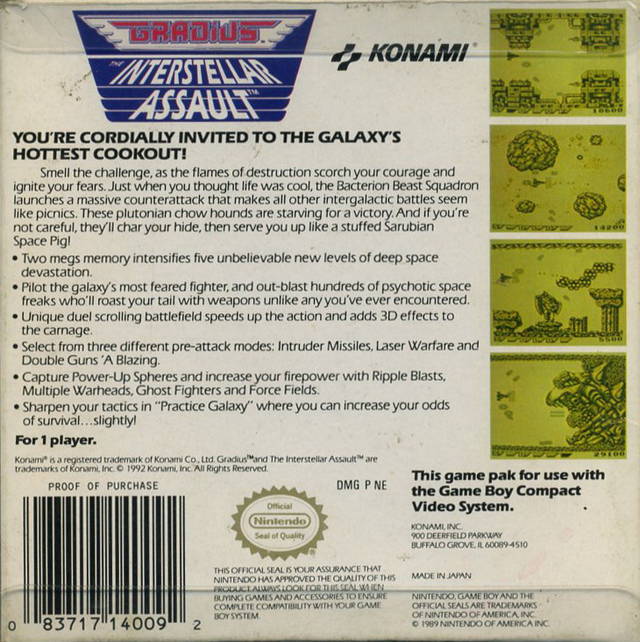 GRADIUS
THE INTERSTELLAR
ASSAULT™
KONAMI®
YOU'RE CORDIALLY INVITED TO THE GALAXY'S
HOTTEST COOKOUT!
Smell the challenge, as the flames of destruction scorch your courage and
ignite your fears. Just when you thought life was cool, the Bacterion Beast Squadron
launches a massive counterattack that makes all other intergalactic battles seem
like picnics. These plutonian chow hounds are starving for a victory. And if you're
not careful, they'll char your hide, then serve you up like a stuffed Sarubian
Space Pig!
• Two megs memory intensifies five unbelievable new levels of deep space
devastation.
• Pilot the galaxy's most feared fighter, and out-blast hundreds of psychotic space
freaks who'll roast your tail with weapons unlike any you've ever encountered.
• Unique duel scrolling battlefield speeds up the action and adds 3D effects to
the carnage.
• Select from three different pre-attack modes: Intruder Missiles, Laser Warfare and
Double Guns 'A Blazing.
• Capture Power-Up Spheres and increase your firepower with Ripple Blasts,
Multiple Warheads, Ghost Fighters and Force Fields.
• Sharpen your tactics in "Practice Galaxy" where you can increase your odds
of survival...slightly!
For 1 player.
Konami® is a registered trademark of Konami Co., Ltd. Gradius™ and The Interstellar Assault™ are
trademarks of Konami, Inc. © 1992 Konami, Inc. All Rights Reserved.
10600
14200
5500
29100
PROOF OF PURCHASE
0 83717 14009 2
DMG P NE
Official
Nintendo
Seal of Quality
THIS OFFICIAL SEAL IS YOUR ASSURANCE THAT
NINTENDO HAS APPROVED THE QUALITY OF THIS
PRODUCT. ALWAYS LOOK FOR THIS SEAL WHEN
BUYING GAMES AND ACCESSORIES TO ENSURE
COMPLETE COMPATIBILITY WITH YOUR GAME
BOY SYSTEM.
This game pak for use with
the Game Boy Compact
Video System.
KONAMI, INC.
900 DEERFIELD PARKWAY
BUFFALO GROVE, IL 60089-4510
MADE IN JAPAN
NINTENDO, GAME BOY AND THE
OFFICIAL SEALS ARE TRADEMARKS
OF NINTENDO OF AMERICA, INC.
© 1989 NINTENDO OF AMERICA INC.